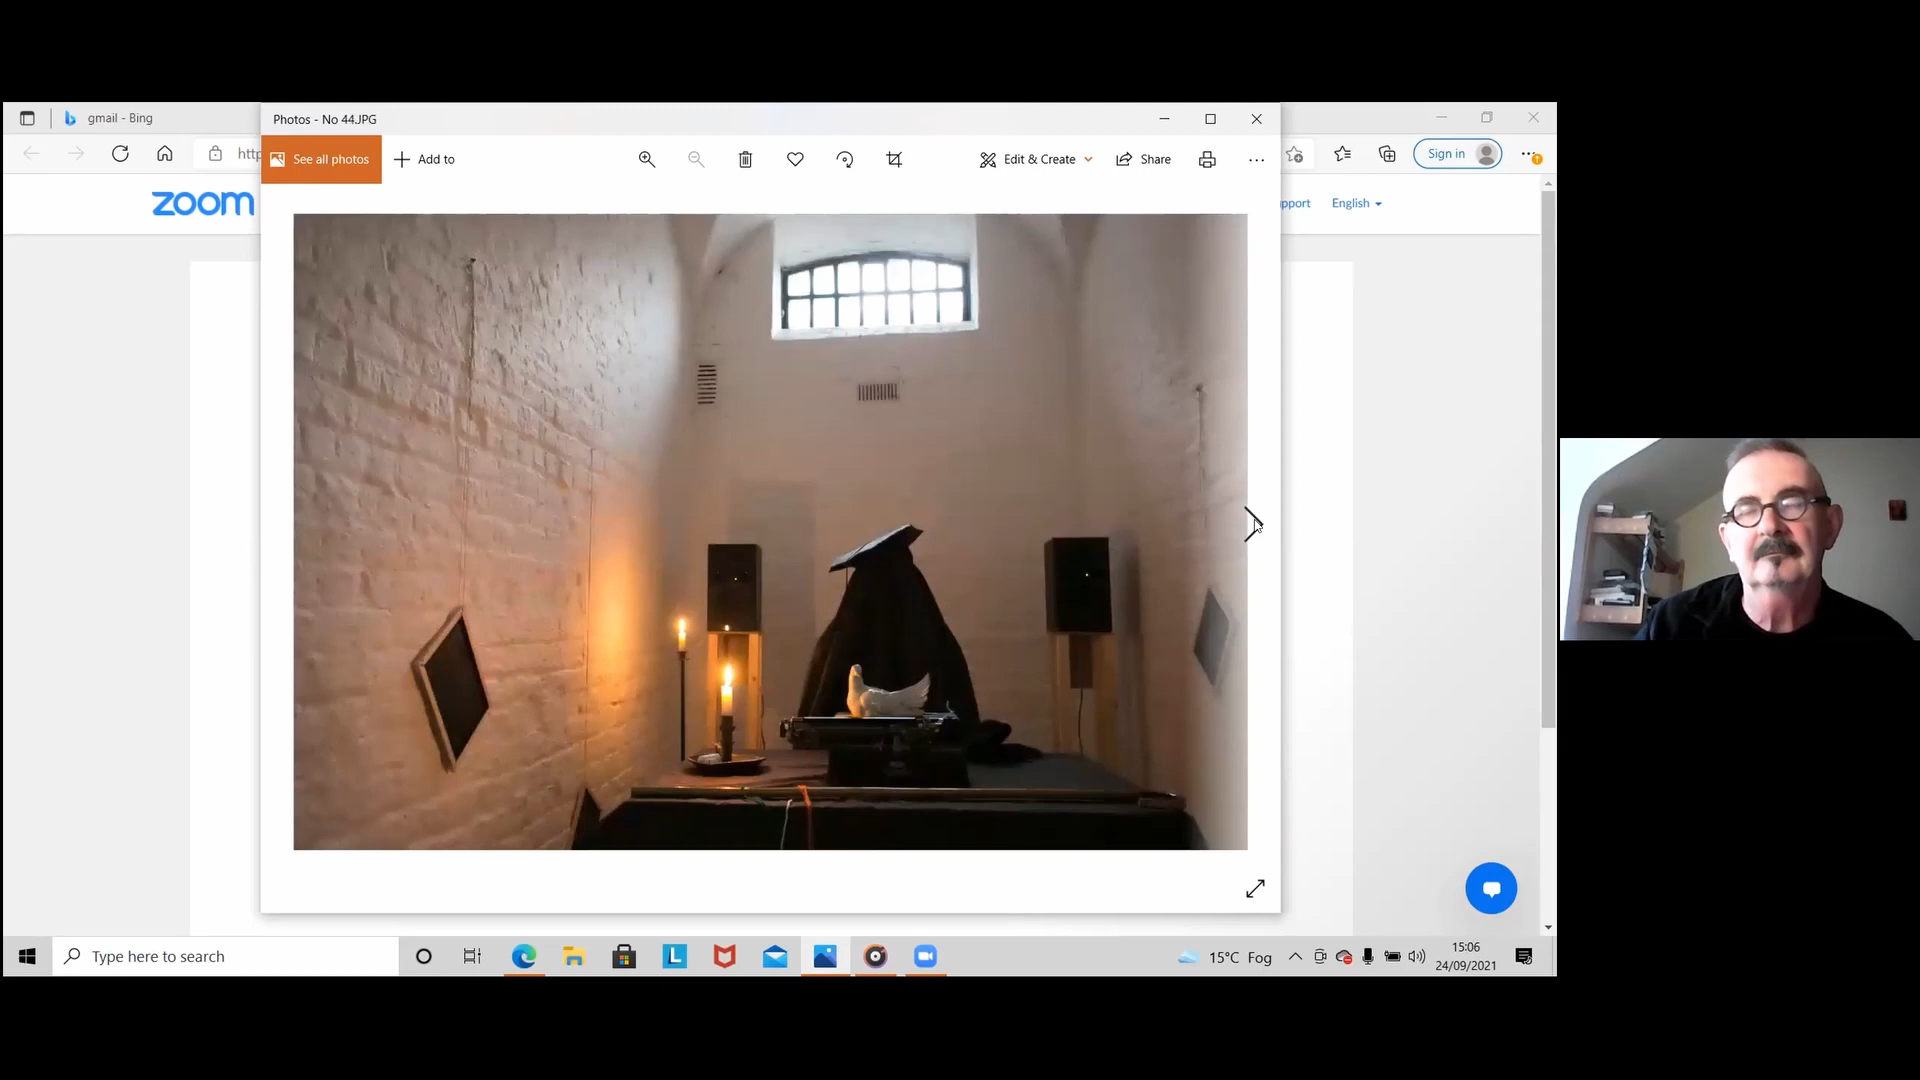 gmail - Bing
Photos - No 44.JPG
See all photos
Add to
Edit & Create
Share
Sign in
zoom
English
Type here to search
15°C Fog
15:06
24/09/2021